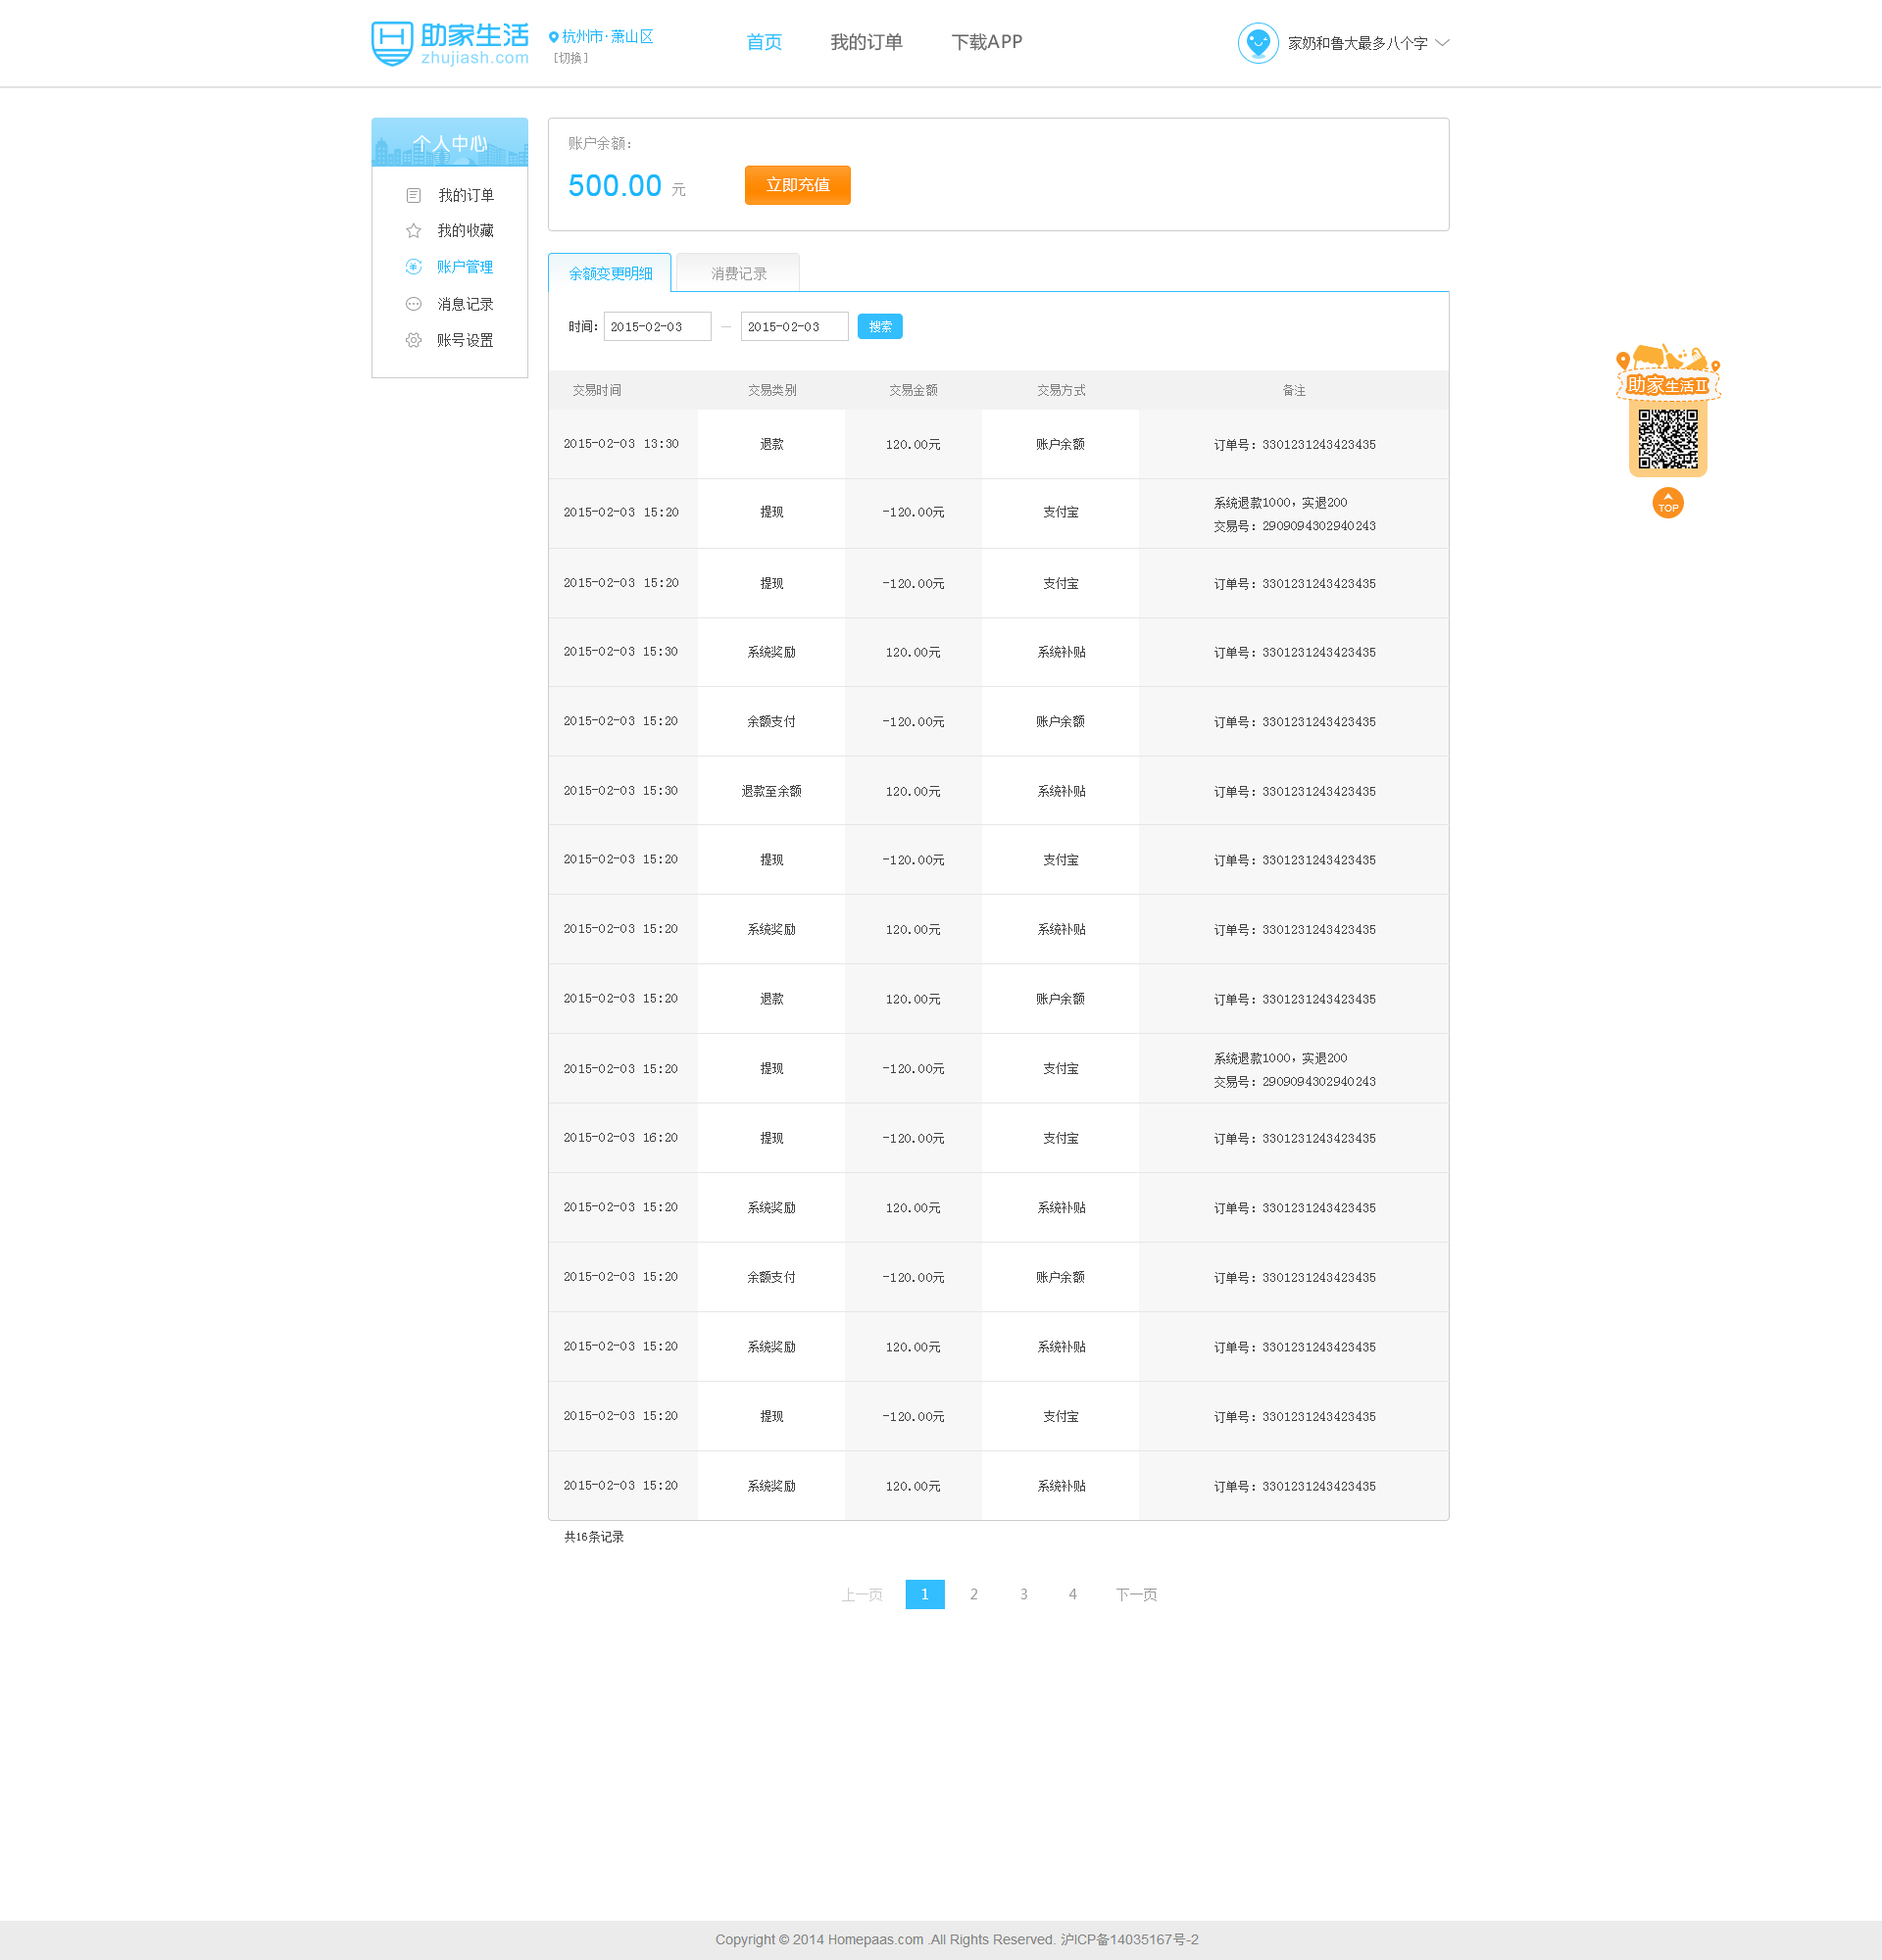 助家生活
zhujiash.com
杭州市·萧山区
[切换]
首页 我的订单 下载APP
家奶和鲁大最多八个字
个人中心
我的订单
我的收藏
账户管理
消息记录
账号设置
账户余额：
500.00 元
立即充值
余额变更明细 消费记录
时间： 2015-02-03 — 2015-02-03 搜索
交易时间 交易类别 交易金额 交易方式 备注
2015-02-03 13:30 退款 120.00元 账户余额 订单号：3301231243423435
2015-02-03 15:20 提现 -120.00元 支付宝 系统退款1000，实退200
交易号：2909094302940243
2015-02-03 15:20 提现 -120.00元 支付宝 订单号：3301231243423435
2015-02-03 15:30 系统奖励 120.00元 系统补贴 订单号：3301231243423435
2015-02-03 15:20 余额支付 -120.00元 账户余额 订单号：3301231243423435
2015-02-03 15:30 退款至余额 120.00元 系统补贴 订单号：3301231243423435
2015-02-03 15:20 提现 -120.00元 支付宝 订单号：3301231243423435
2015-02-03 15:20 系统奖励 120.00元 系统补贴 订单号：3301231243423435
2015-02-03 15:20 退款 120.00元 账户余额 订单号：3301231243423435
2015-02-03 15:20 提现 -120.00元 支付宝 系统退款1000，实退200
交易号：2909094302940243
2015-02-03 16:20 提现 -120.00元 支付宝 订单号：3301231243423435
2015-02-03 15:20 系统奖励 120.00元 系统补贴 订单号：3301231243423435
2015-02-03 15:20 余额支付 -120.00元 账户余额 订单号：3301231243423435
2015-02-03 15:20 系统奖励 120.00元 系统补贴 订单号：3301231243423435
2015-02-03 15:20 提现 -120.00元 支付宝 订单号：3301231243423435
2015-02-03 15:20 系统奖励 120.00元 系统补贴 订单号：3301231243423435
共16条记录
上一页 1 2 3 4 下一页
助家生活II
TOP
Copyright © 2014 Homepaas.com .All Rights Reserved. 沪ICP备14035167号-2